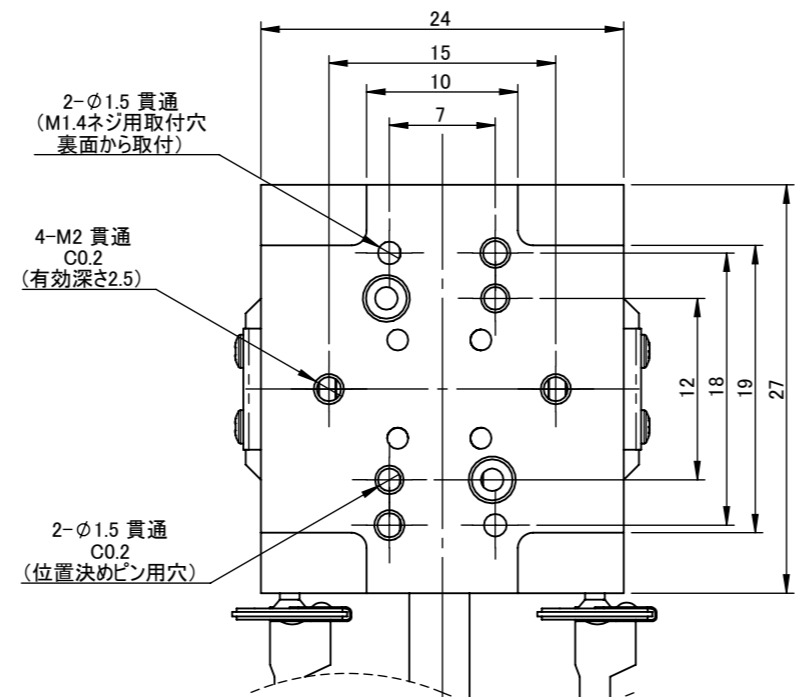 24
15
10
7
2-Φ1.5 貫通
(M1.4ネジ用取付穴
裏面から取付)
4-M2 貫通
C0.2
(有効深さ2.5)
12
18
19
27
2-Φ1.5 貫通
C0.2
(位置決めピン用穴)